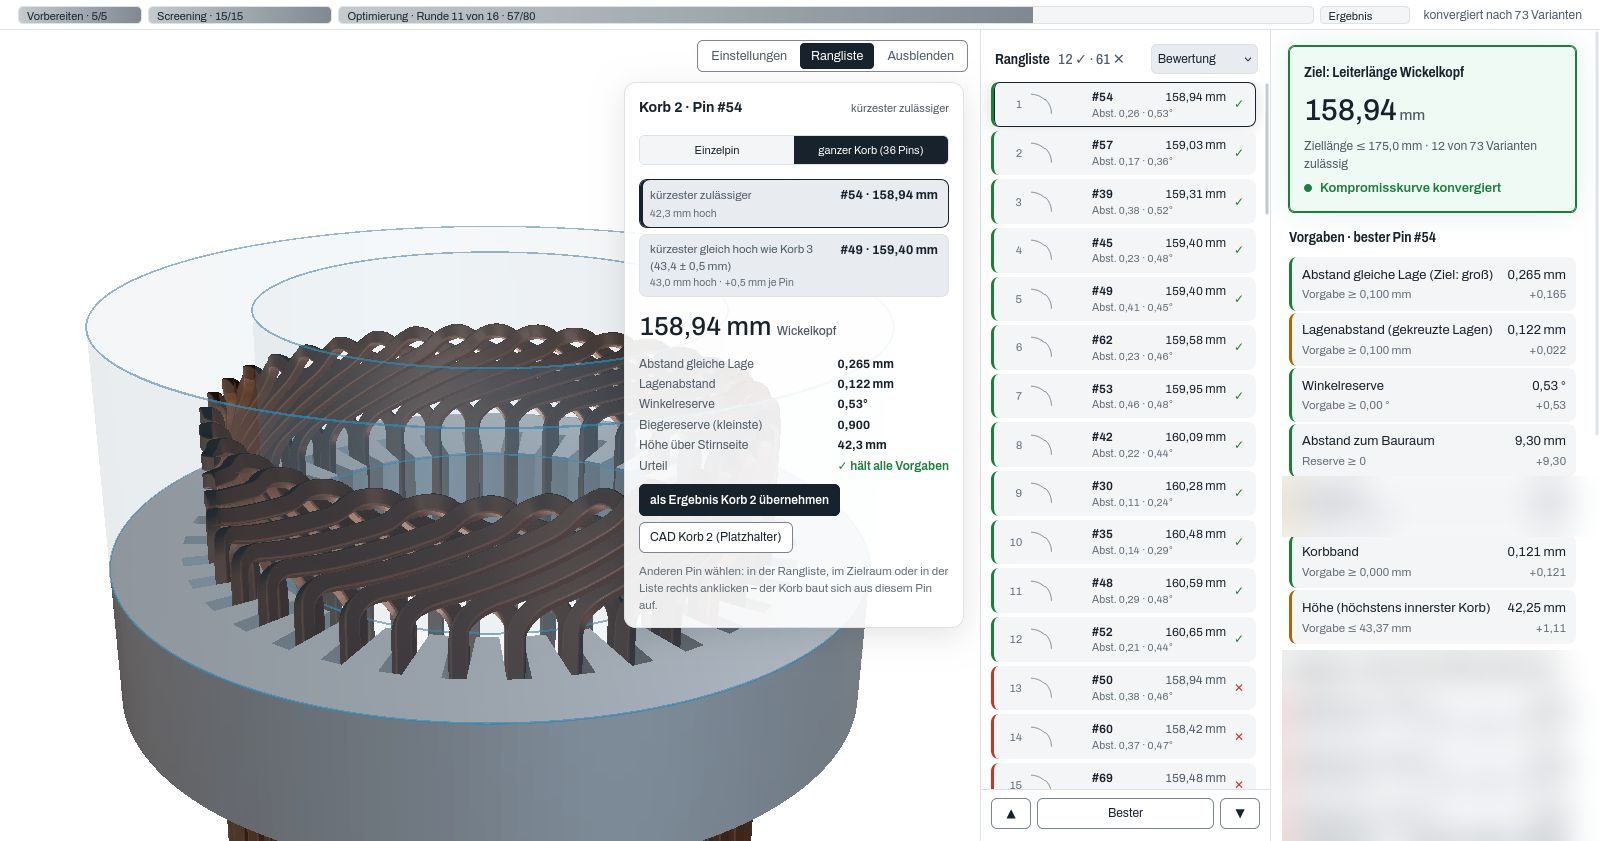 Vorbereiten · 5/5
Screening · 15/15
Optimierung · Runde 11 von 16 · 57/80
Ergebnis
konvergiert nach 73 Varianten
Einstellungen
Rangliste
Ausblenden
Korb 2 · Pin #54
kürzester zulässiger
Einzelpin
ganzer Korb (36 Pins)
kürzester zulässiger
#54 · 158,94 mm
42,3 mm hoch
kürzester gleich hoch wie Korb 3
#49 · 159,40 mm
(43,4 ± 0,5 mm)
43,0 mm hoch · +0,5 mm je Pin
158,94 mm Wickelkopf
Abstand gleiche Lage 0,265 mm
Lagenabstand 0,122 mm
Winkelreserve 0,53°
Biegereserve (kleinste) 0,900
Höhe über Stirnseite 42,3 mm
Urteil ✓ hält alle Vorgaben
als Ergebnis Korb 2 übernehmen
CAD Korb 2 (Platzhalter)
Anderen Pin wählen: in der Rangliste, im Zielraum oder in der
Liste rechts anklicken – der Korb baut sich aus diesem Pin
auf.
Rangliste 12 ✓ · 61 ✕
Bewertung
1 #54 158,94 mm ✓
Abst. 0,26 · 0,53°
2 #57 159,03 mm ✓
Abst. 0,17 · 0,36°
3 #39 159,31 mm ✓
Abst. 0,38 · 0,52°
4 #45 159,40 mm ✓
Abst. 0,23 · 0,48°
5 #49 159,40 mm ✓
Abst. 0,41 · 0,45°
6 #62 159,58 mm ✓
Abst. 0,23 · 0,46°
7 #53 159,95 mm ✓
Abst. 0,46 · 0,48°
8 #42 160,09 mm ✓
Abst. 0,22 · 0,44°
9 #30 160,28 mm ✓
Abst. 0,11 · 0,24°
10 #35 160,48 mm ✓
Abst. 0,14 · 0,29°
11 #48 160,59 mm ✓
Abst. 0,29 · 0,48°
12 #52 160,65 mm ✓
Abst. 0,21 · 0,44°
13 #50 158,94 mm ✕
Abst. 0,38 · 0,46°
14 #60 158,42 mm ✕
Abst. 0,37 · 0,47°
15 #69 159,48 mm ✕
▲
Bester
▼
Ziel: Leiterlänge Wickelkopf
158,94 mm
Ziellänge ≤ 175,0 mm · 12 von 73 Varianten
zulässig
Kompromisskurve konvergiert
Vorgaben · bester Pin #54
Abstand gleiche Lage (Ziel: groß) 0,265 mm
Vorgabe ≥ 0,100 mm +0,165
Lagenabstand (gekreuzte Lagen) 0,122 mm
Vorgabe ≥ 0,100 mm +0,022
Winkelreserve 0,53 °
Vorgabe ≥ 0,00 ° +0,53
Abstand zum Bauraum 9,30 mm
Reserve ≥ 0 +9,30
Korbband 0,121 mm
Vorgabe ≥ 0,000 mm +0,121
Höhe (höchstens innerster Korb) 42,25 mm
Vorgabe ≤ 43,37 mm +1,11